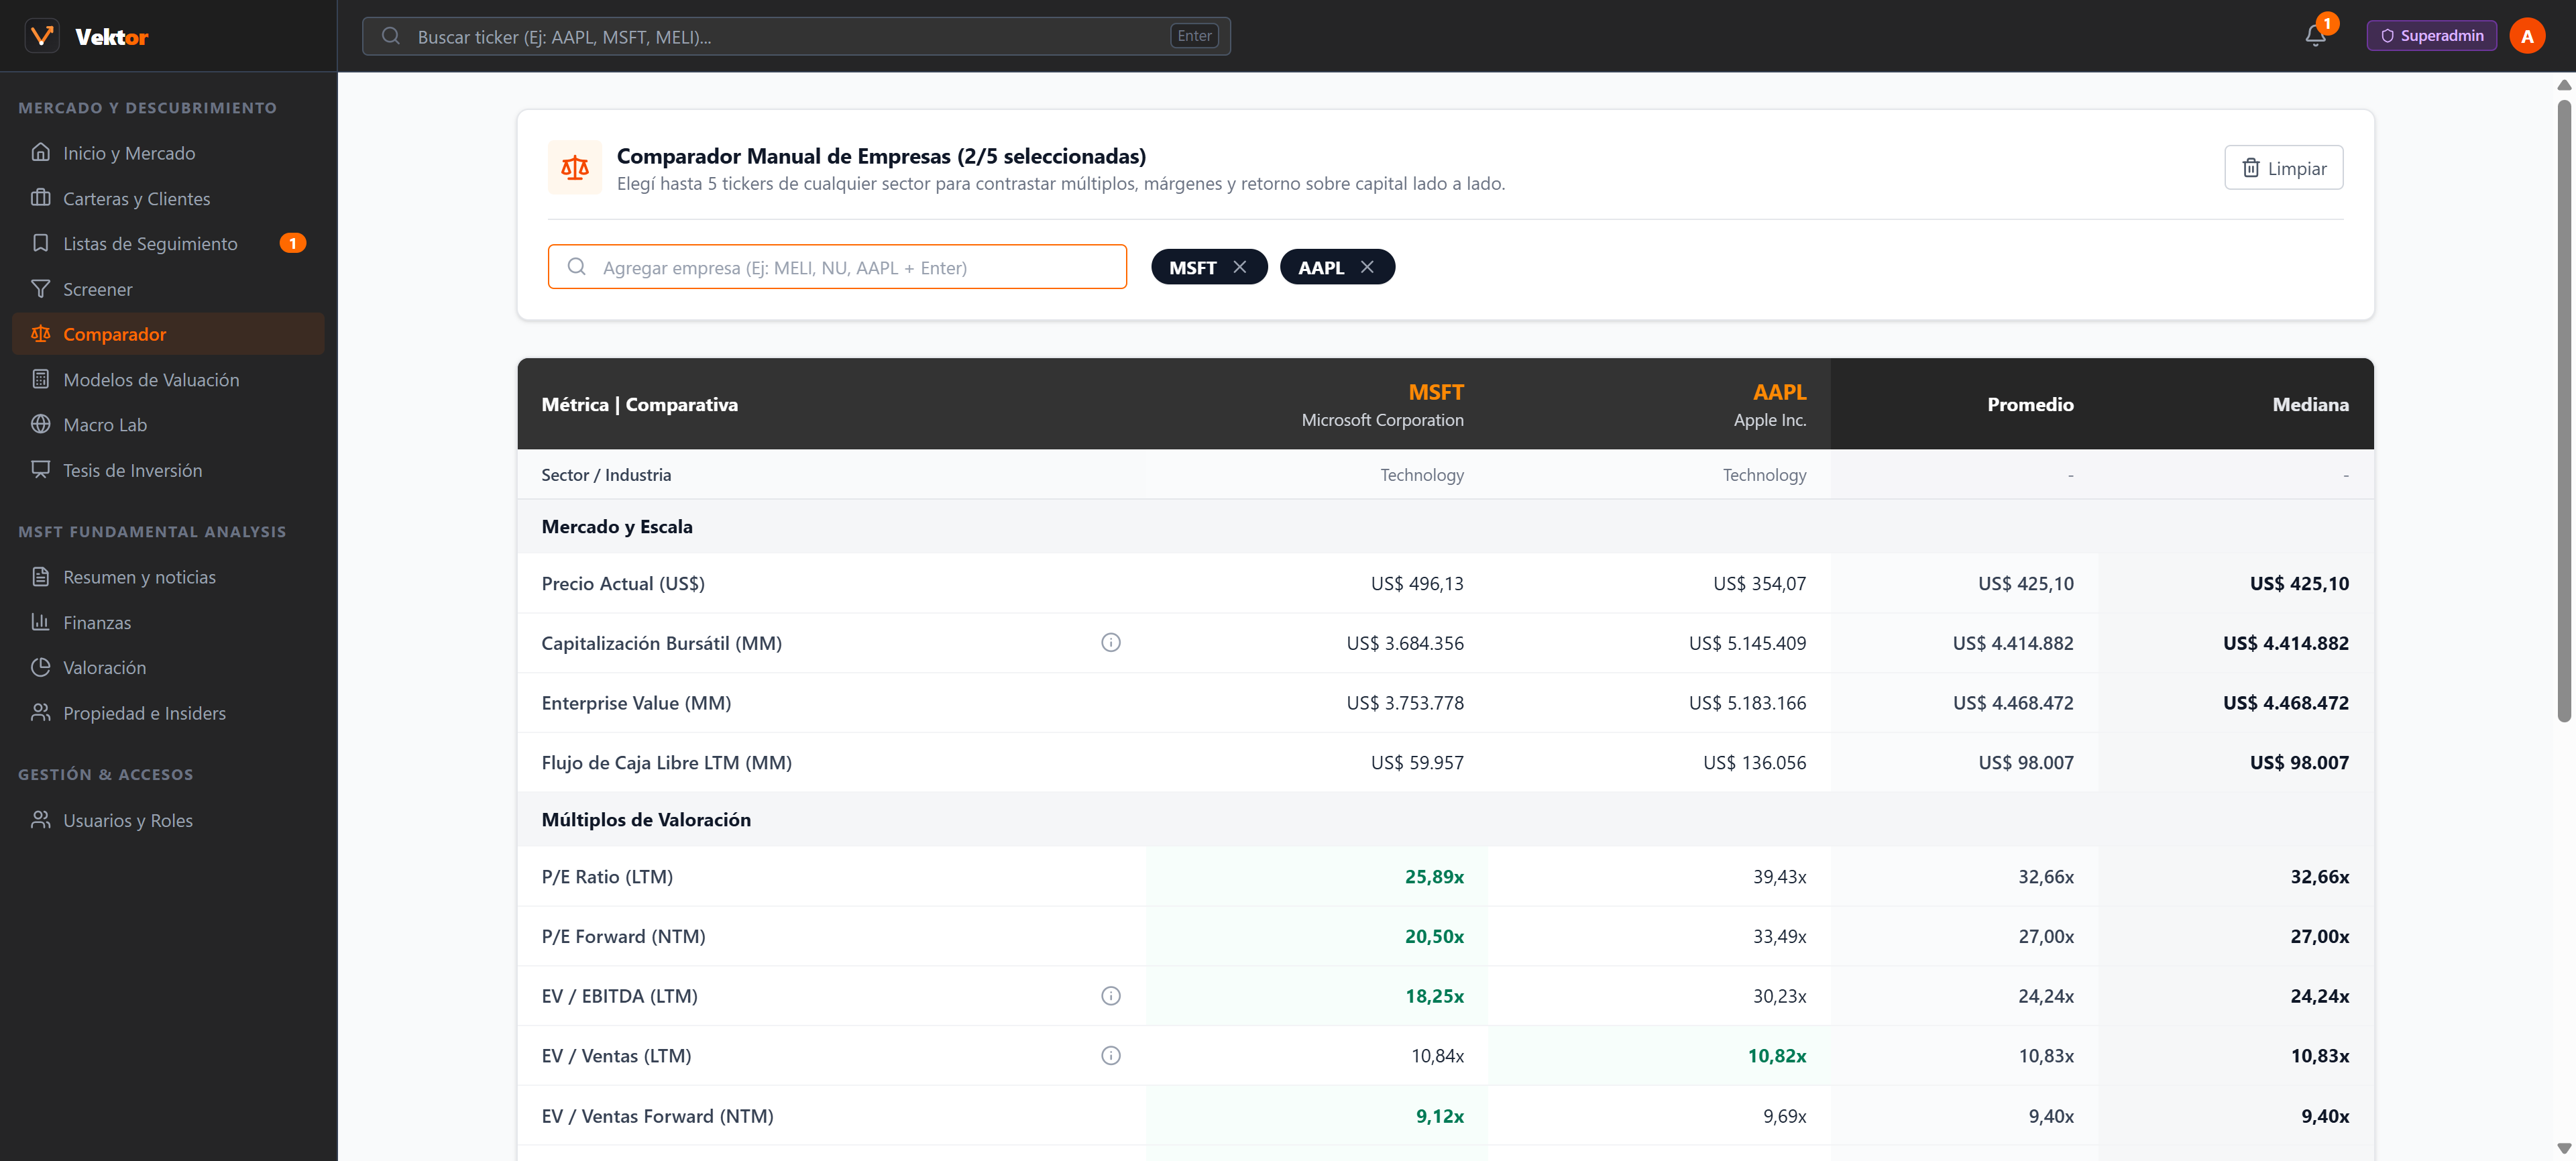 Vektor
Buscar ticker (Ej: AAPL, MSFT, MELI)...
Enter
1
Superadmin
A
MERCADO Y DESCUBRIMIENTO
Inicio y Mercado
Carteras y Clientes
Listas de Seguimiento 1
Screener
Comparador
Modelos de Valuación
Macro Lab
Tesis de Inversión
MSFT FUNDAMENTAL ANALYSIS
Resumen y noticias
Finanzas
Valoración
Propiedad e Insiders
GESTIÓN & ACCESOS
Usuarios y Roles
Comparador Manual de Empresas (2/5 seleccionadas)
Elegí hasta 5 tickers de cualquier sector para contrastar múltiplos, márgenes y retorno sobre capital lado a lado.
Limpiar
Agregar empresa (Ej: MELI, NU, AAPL + Enter)
MSFT
AAPL
Métrica | Comparativa MSFT Microsoft Corporation AAPL Apple Inc. Promedio Mediana
Sector / Industria Technology Technology - -
Mercado y Escala
Precio Actual (US$) US$ 496,13 US$ 354,07 US$ 425,10 US$ 425,10
Capitalización Bursátil (MM) US$ 3.684.356 US$ 5.145.409 US$ 4.414.882 US$ 4.414.882
Enterprise Value (MM) US$ 3.753.778 US$ 5.183.166 US$ 4.468.472 US$ 4.468.472
Flujo de Caja Libre LTM (MM) US$ 59.957 US$ 136.056 US$ 98.007 US$ 98.007
Múltiplos de Valoración
P/E Ratio (LTM) 25,89x 39,43x 32,66x 32,66x
P/E Forward (NTM) 20,50x 33,49x 27,00x 27,00x
EV / EBITDA (LTM) 18,25x 30,23x 24,24x 24,24x
EV / Ventas (LTM) 10,84x 10,82x 10,83x 10,83x
EV / Ventas Forward (NTM) 9,12x 9,69x 9,40x 9,40x